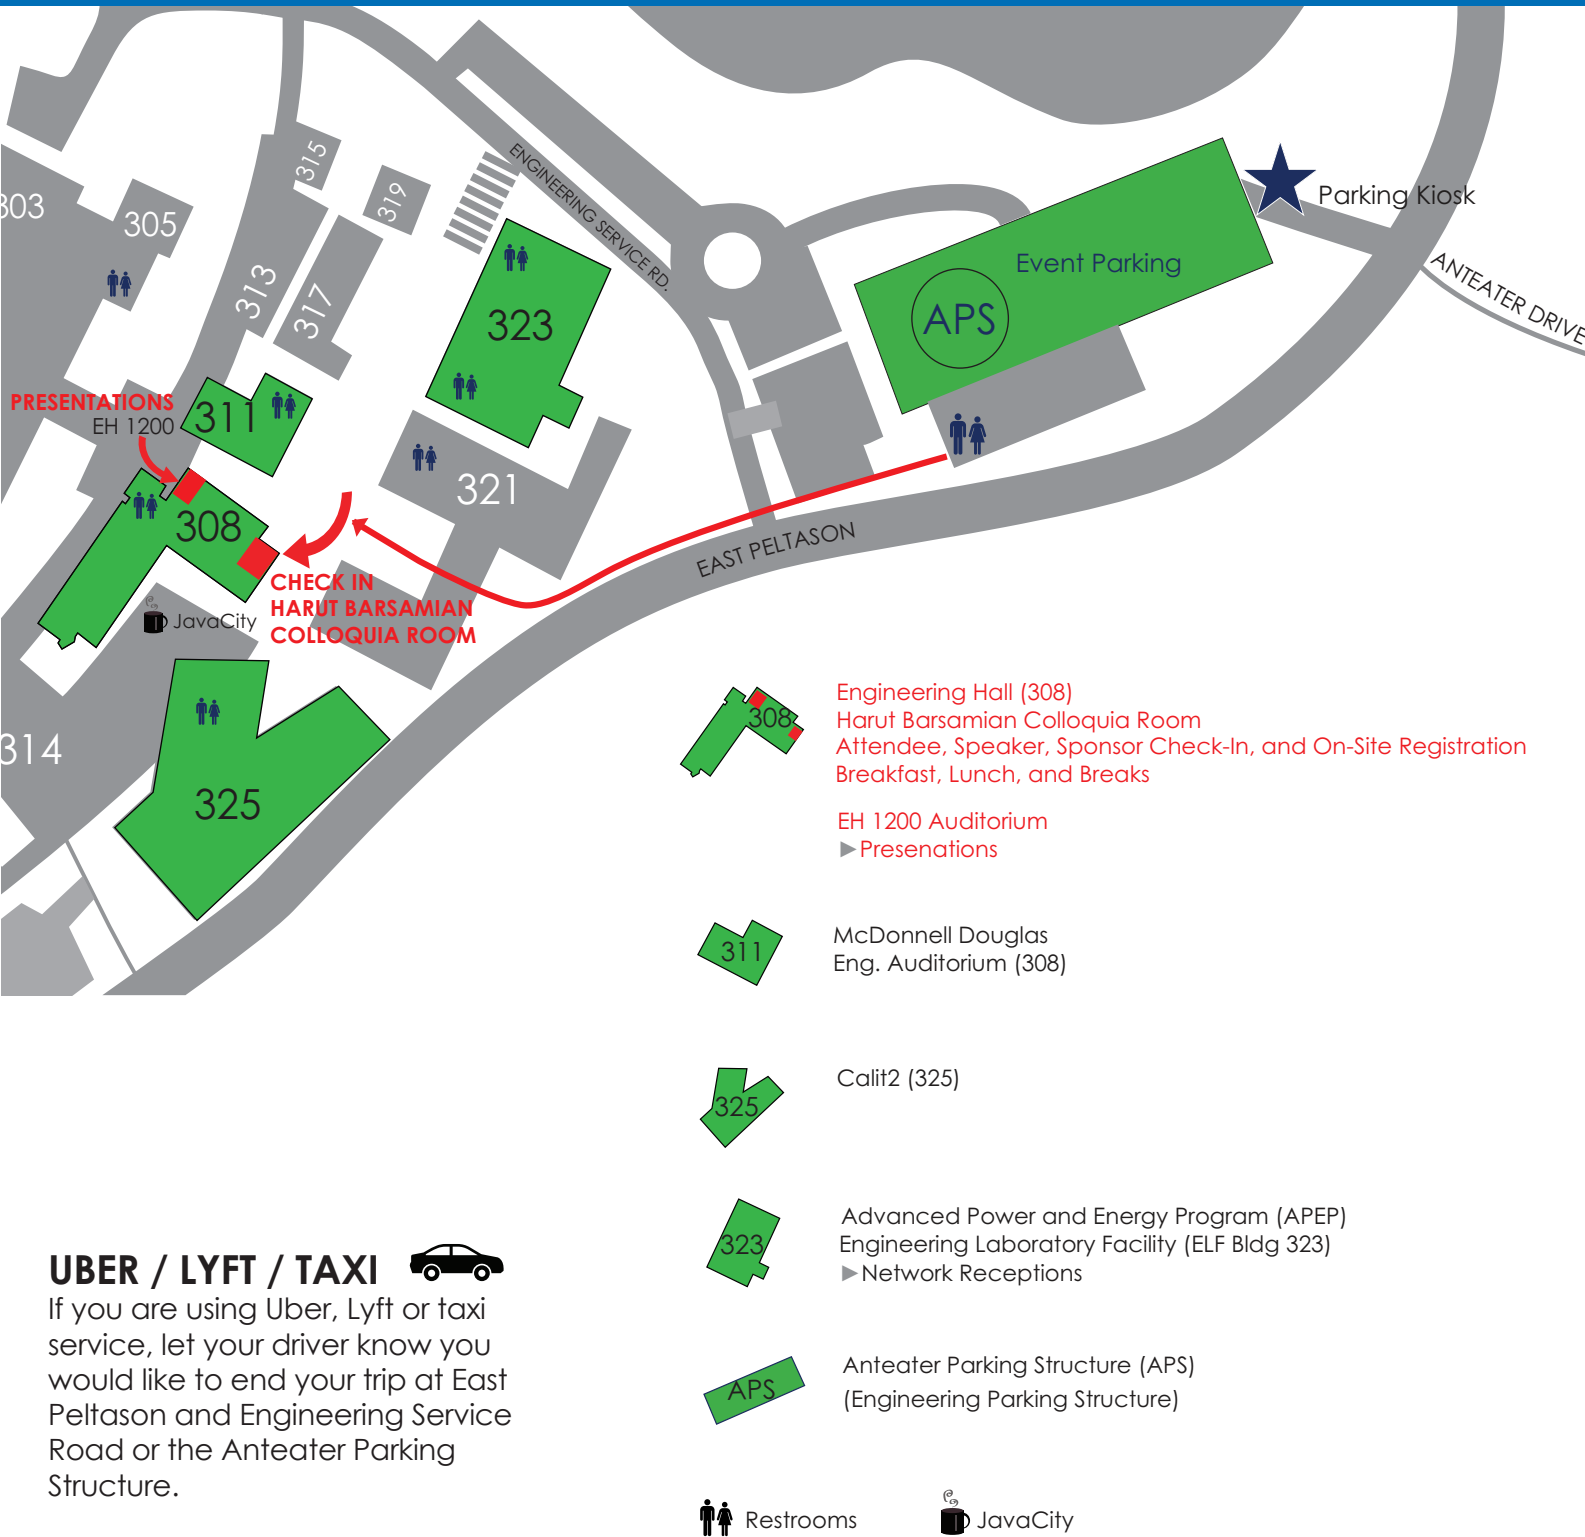 ENGINEERING SERVICE RD.
315
319
303
305
Parking Kiosk
Event Parking
ANTEATER DRIVE
313
317
323
APS
PRESENTATIONS
EH 1200
311
321
308
EAST PELTASON
CHECK IN
HARUT BARSAMIAN
COLLOQUIA ROOM
JavaCity
314
325
308
Engineering Hall (308)
Harut Barsamian Colloquia Room
Attendee, Speaker, Sponsor Check-In, and On-Site Registration
Breakfast, Lunch, and Breaks
EH 1200 Auditorium
►Presenations
311
McDonnell Douglas
Eng. Auditorium (308)
325
Calit2 (325)
323
Advanced Power and Energy Program (APEP)
Engineering Laboratory Facility (ELF Bldg 323)
►Network Receptions
APS
Anteater Parking Structure (APS)
(Engineering Parking Structure)
Restrooms
JavaCity
UBER / LYFT / TAXI
If you are using Uber, Lyft or taxi
service, let your driver know you
would like to end your trip at East
Peltason and Engineering Service
Road or the Anteater Parking
Structure.